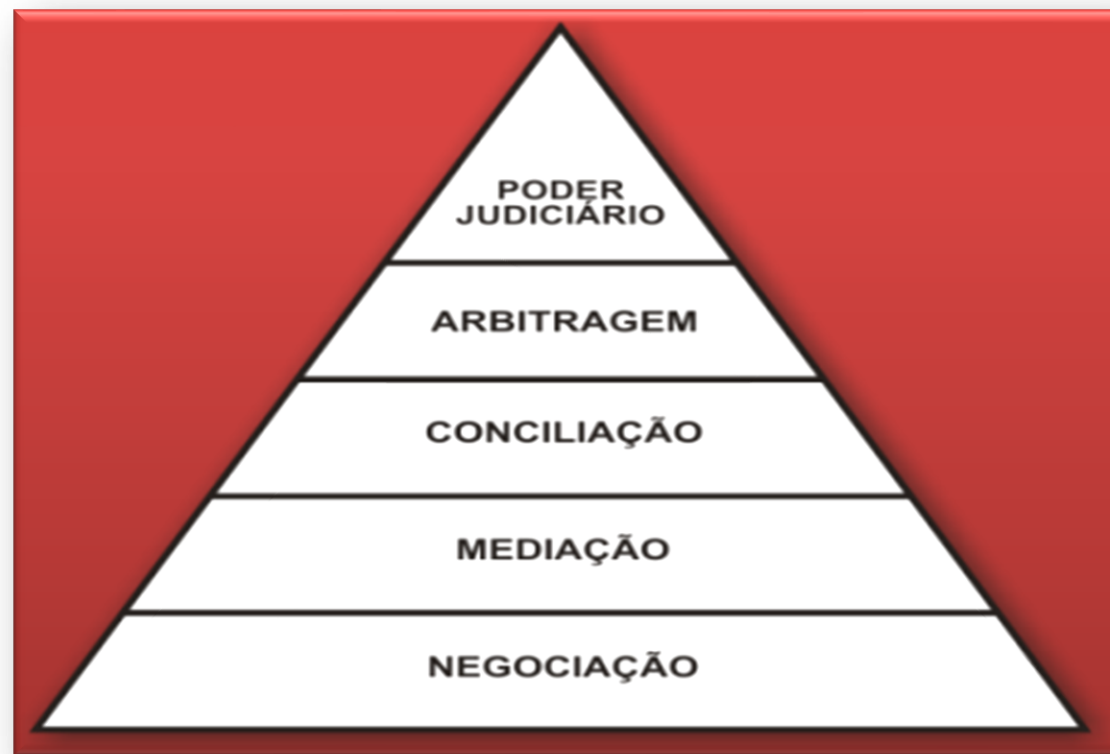 PODER
JUDICIÁRIO
ARBITRAGEM
CONCILIAÇÃO
MEDIAÇÃO
NEGOCIAÇÃO